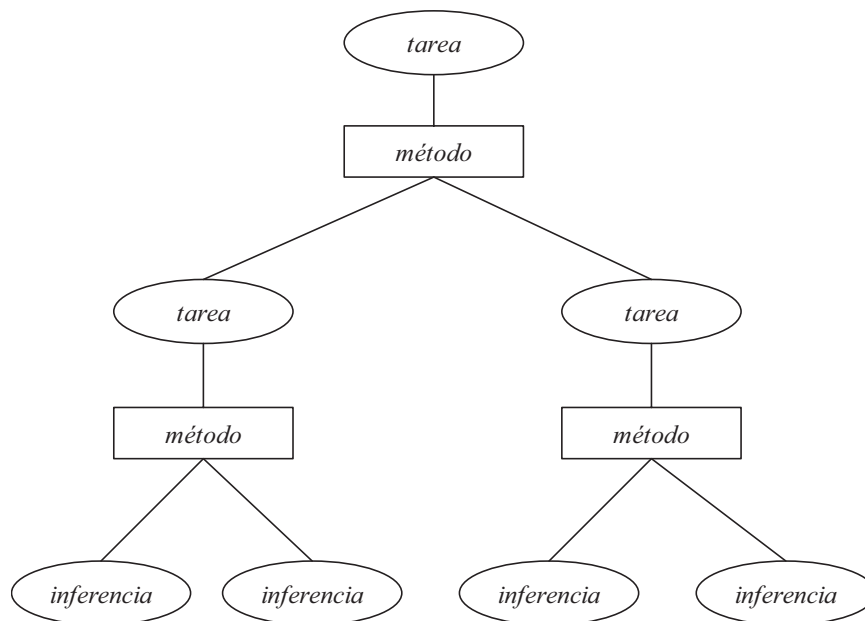 tarea
método
tarea
tarea
método
método
inferencia
inferencia
inferencia
inferencia